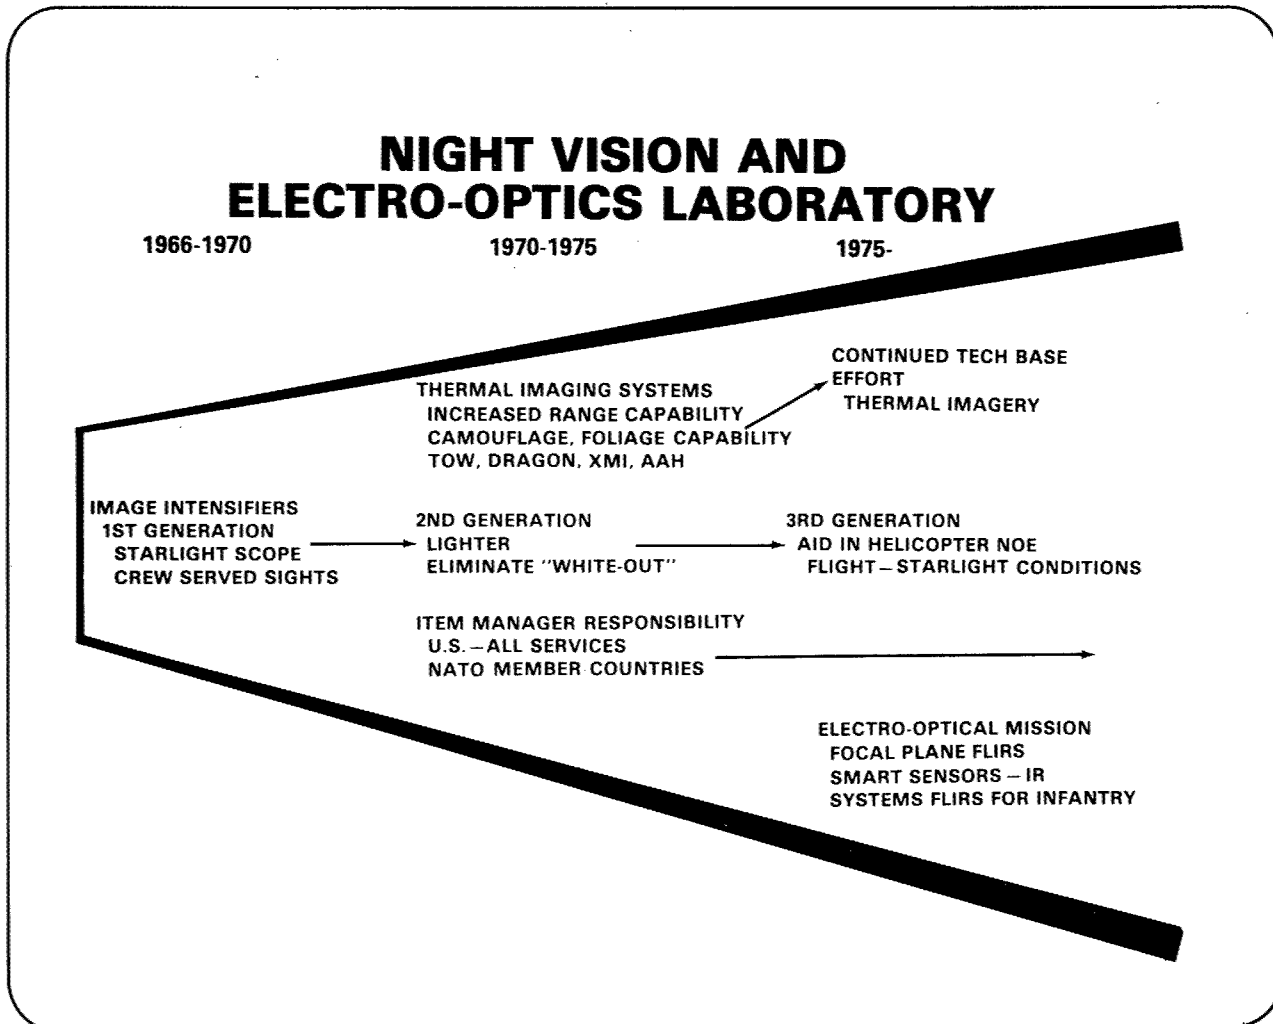 NIGHT VISION AND
ELECTRO-OPTICS LABORATORY
1966-1970
1970-1975
1975-
IMAGE INTENSIFIERS
1ST GENERATION
STARLIGHT SCOPE
CREW SERVED SIGHTS
THERMAL IMAGING SYSTEMS
INCREASED RANGE CAPABILITY
CAMOUFLAGE, FOLIAGE CAPABILITY
TOW, DRAGON, XMI, AAH
2ND GENERATION
LIGHTER
ELIMINATE "WHITE-OUT"
ITEM MANAGER RESPONSIBILITY
U.S.—ALL SERVICES
NATO MEMBER COUNTRIES
CONTINUED TECH BASE
EFFORT
THERMAL IMAGERY
3RD GENERATION
AID IN HELICOPTER NOE
FLIGHT—STARLIGHT CONDITIONS
ELECTRO-OPTICAL MISSION
FOCAL PLANE FLIRS
SMART SENSORS — IR
SYSTEMS FLIRS FOR INFANTRY